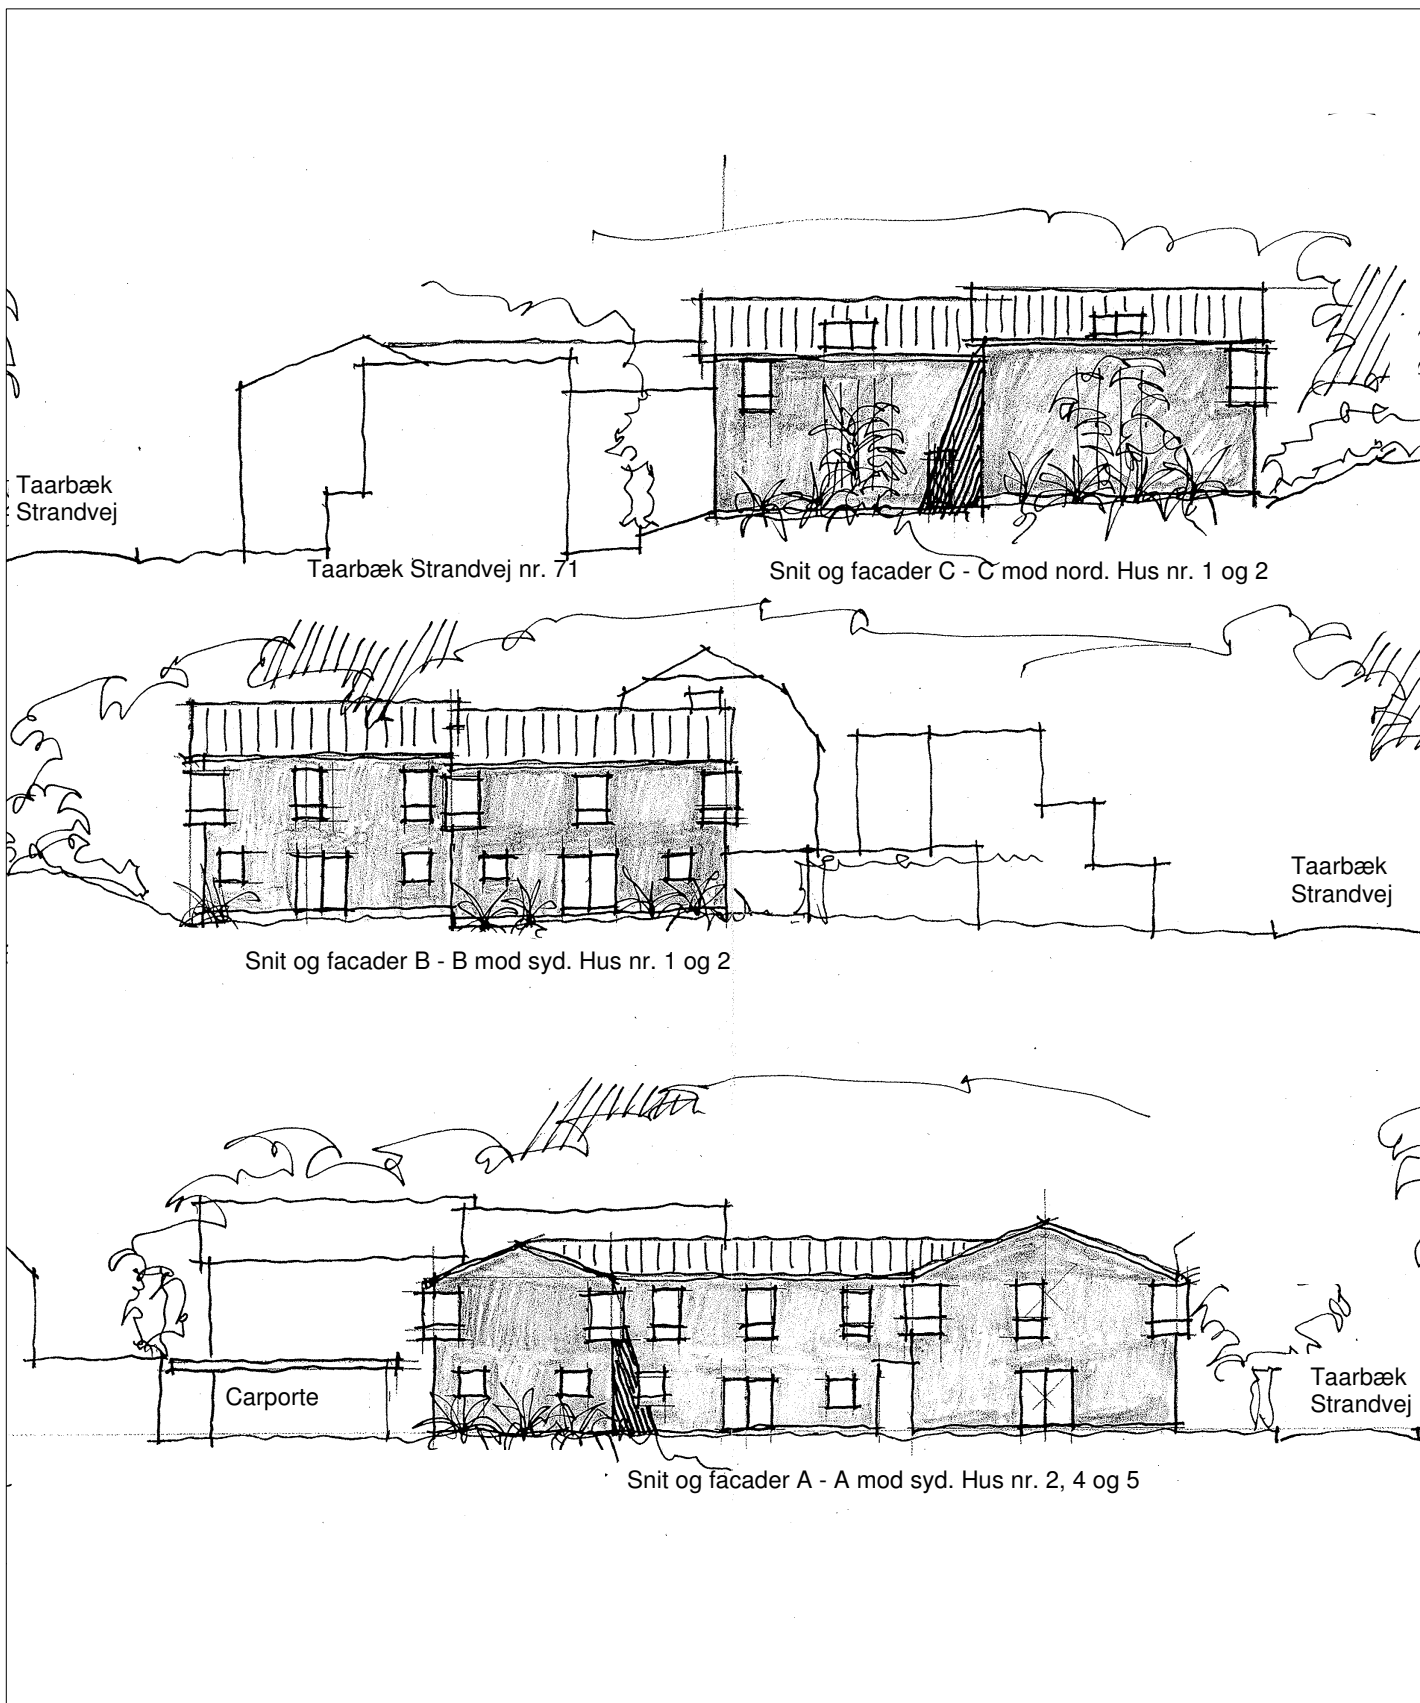 Taarbæk
Strandvej
Taarbæk Strandvej nr. 71
Snit og facader C - C mod nord. Hus nr. 1 og 2
Taarbæk
Strandvej
Snit og facader B - B mod syd. Hus nr. 1 og 2
Carporte
Taarbæk
Strandvej
Snit og facader A - A mod syd. Hus nr. 2, 4 og 5